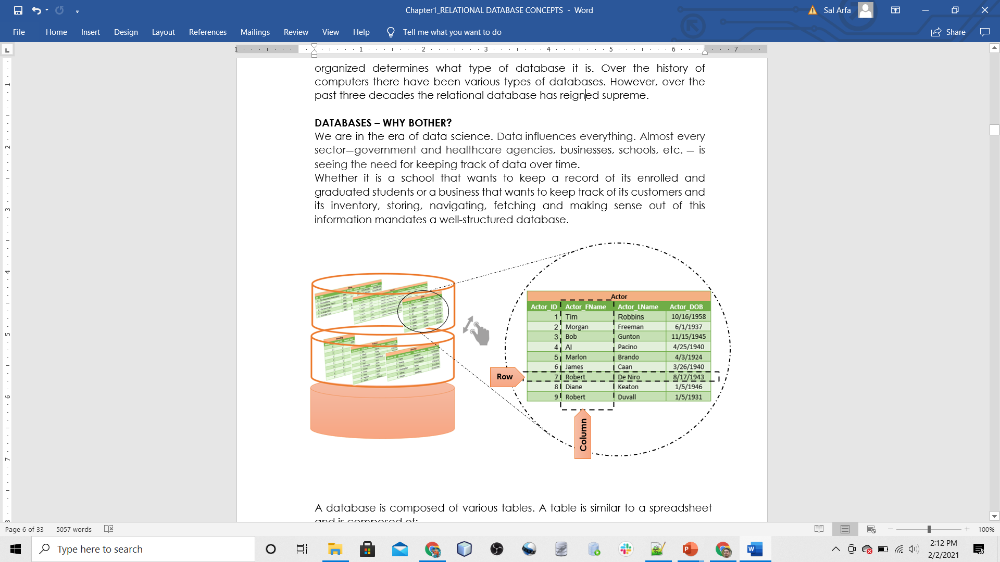 Chapter1_RELATIONAL DATABASE CONCEPTS - Word
Sal Arfa
File Home Insert Design Layout References Mailings Review View Help Tell me what you want to do Share
1 1 2 3 4 5 6 7
organized determines what type of database it is. Over the history of
computers there have been various types of databases. However, over the
past three decades the relational database has reigned supreme.
DATABASES – WHY BOTHER?
We are in the era of data science. Data influences everything. Almost every
sector—government and healthcare agencies, businesses, schools, etc. — is
seeing the need for keeping track of data over time.
Whether it is a school that wants to keep a record of its enrolled and
graduated students or a business that wants to keep track of its customers and
its inventory, storing, navigating, fetching and making sense out of this
information mandates a well-structured database.
Actor
Actor_ID Actor_FName Actor_LName Actor_DOB
1 Tim Robbins 10/16/1958
2 Morgan Freeman 6/1/1937
3 Bob Gunton 11/15/1945
4 Al Pacino 4/25/1940
5 Marlon Brando 4/3/1924
6 James Caan 3/26/1940
7 Robert De Niro 8/17/1943
8 Diane Keaton 1/5/1946
9 Robert Duvall 1/5/1931
Row
Column
A database is composed of various tables. A table is similar to a spreadsheet
and is composed of:
Page 6 of 33 5057 words 100%
Type here to search
2:12 PM
2/2/2021